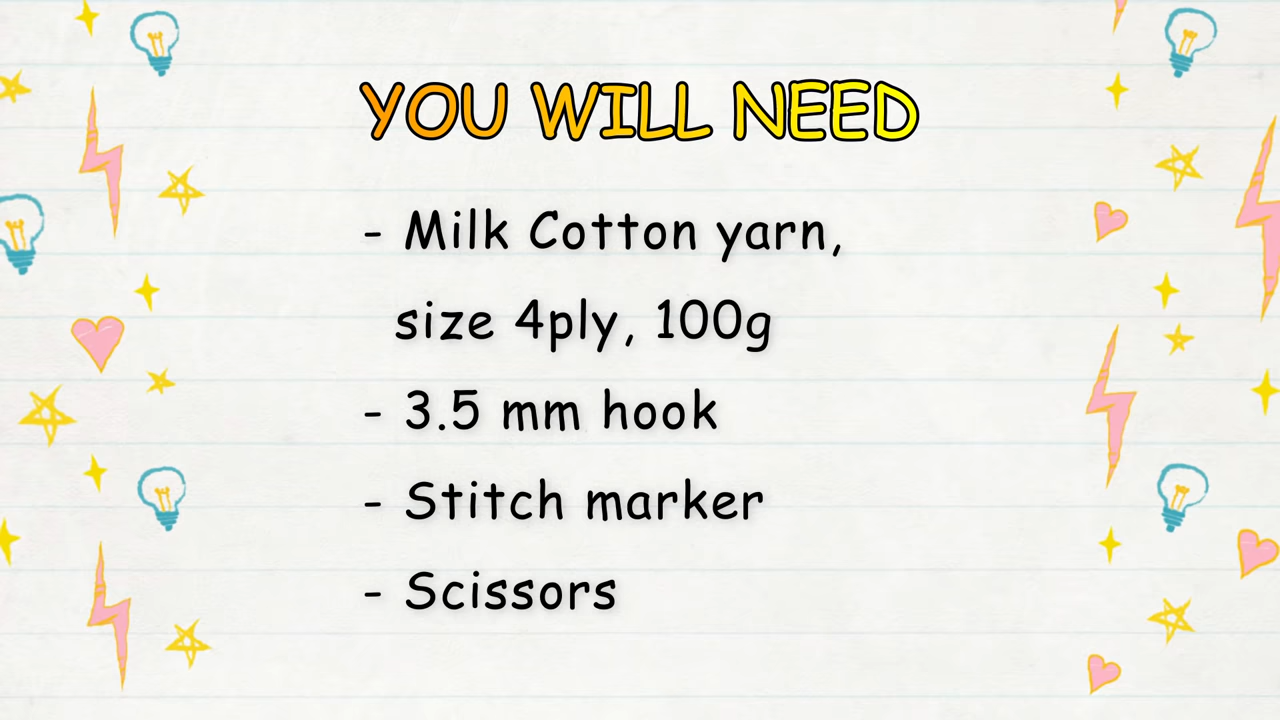 YOU WILL NEED
- Milk Cotton yarn,
size 4ply, 100g
- 3.5 mm hook
- Stitch marker
- Scissors